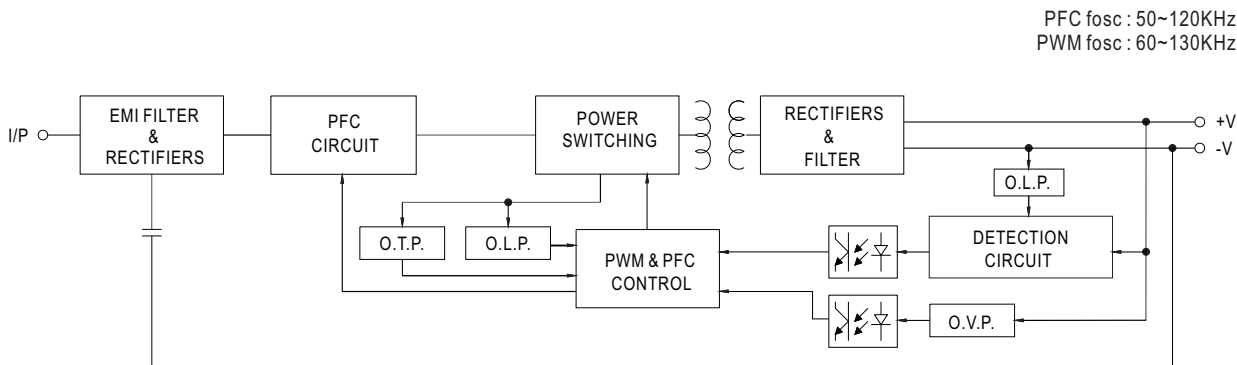 PFC fosc : 50~120KHz
PWM fosc : 60~130KHz
I/P
EMI FILTER
&
RECTIFIERS
PFC
CIRCUIT
POWER
SWITCHING
RECTIFIERS
&
FILTER
+V
-V
O.L.P.
O.T.P.
O.L.P.
PWM & PFC
CONTROL
DETECTION
CIRCUIT
O.V.P.